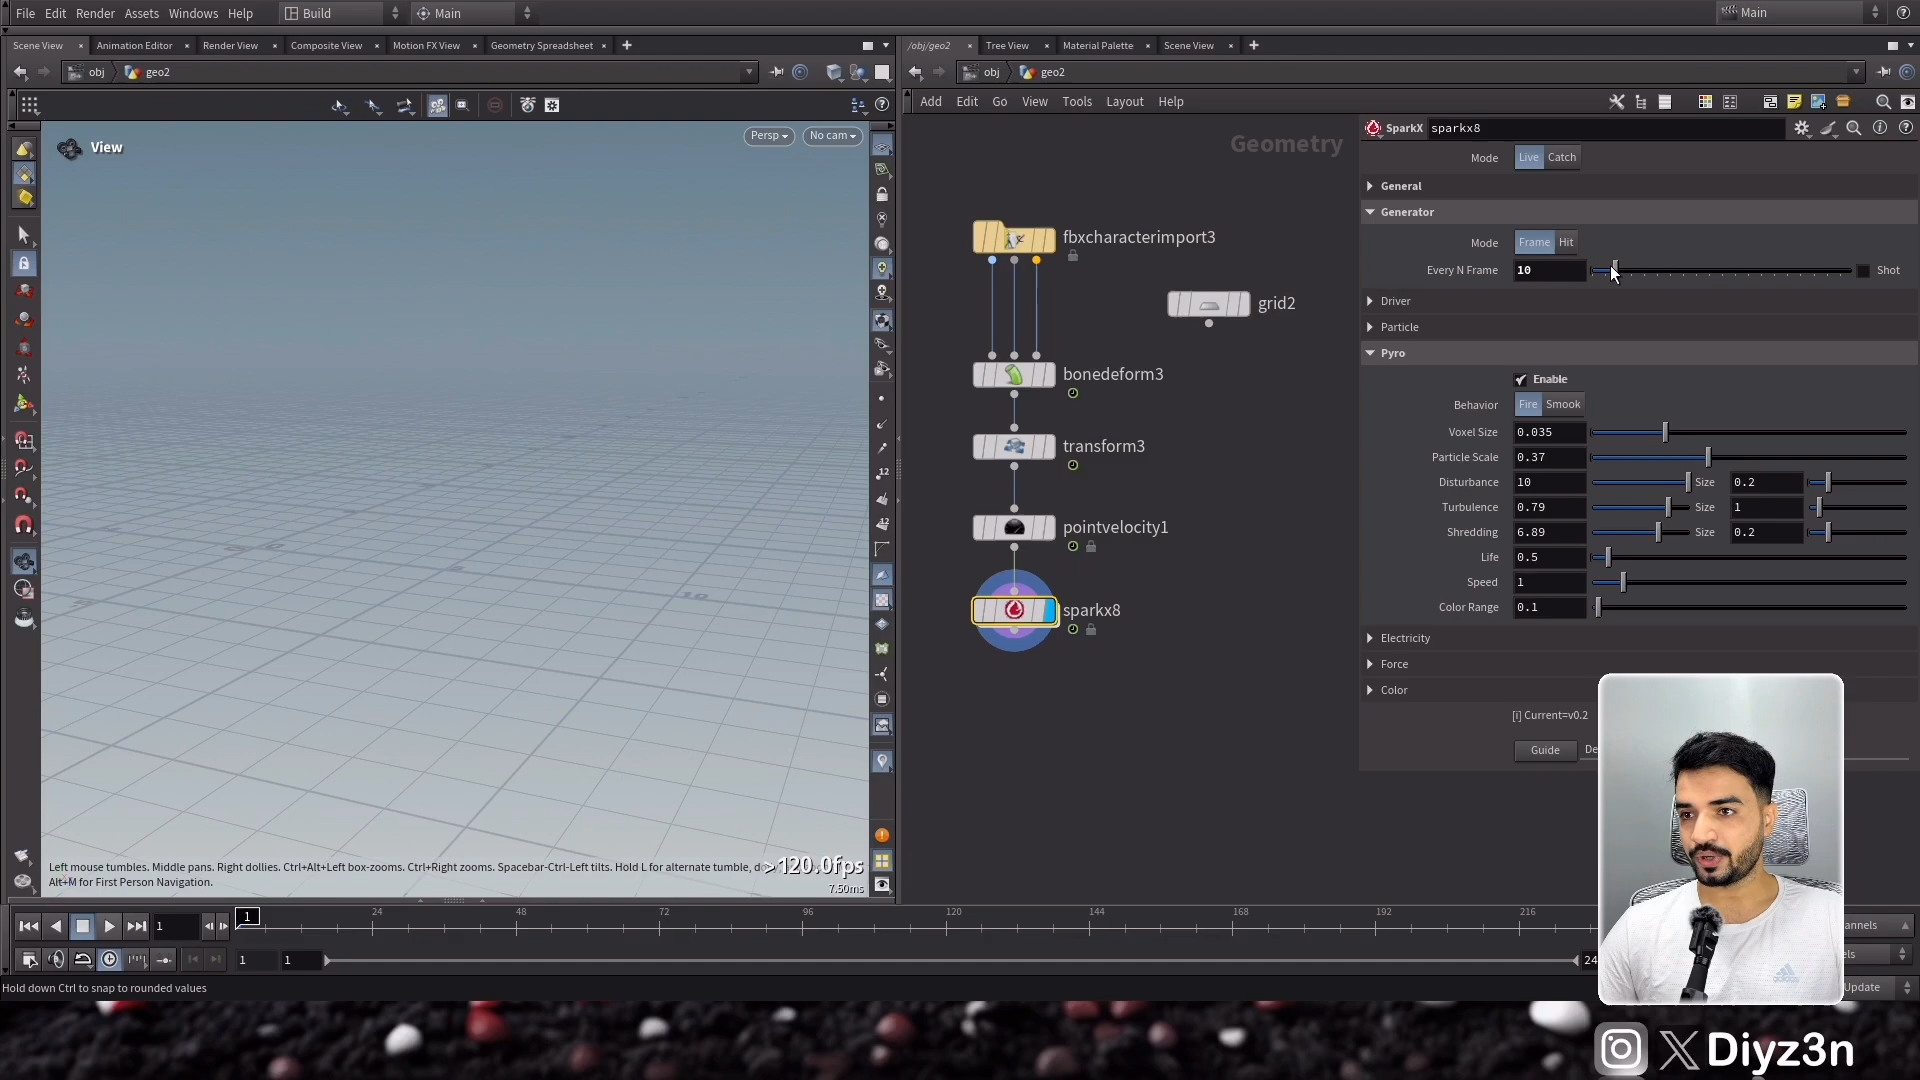 File Edit Render Assets Windows Help Build Main Main
Scene View Animation Editor Render View Composite View Motion FX View Geometry Spreadsheet
/obj/geo2 Tree View Material Palette Scene View
obj geo2
obj geo2
Add Edit Go View Tools Layout Help
View
Persp No cam
Geometry
fbxcharacterimport3
grid2
bonedeform3
transform3
pointvelocity1
sparkx8
SparkX sparkx8
Mode Live Catch
General
Generator
Mode Frame Hit
Every N Frame 10 Shot
Driver
Particle
Pyro
Enable
Behavior Fire Smook
Voxel Size 0.035
Particle Scale 0.37
Disturbance 10 Size 0.2
Turbulence 0.79 Size 1
Shredding 6.89 Size 0.2
Life 0.5
Speed 1
Color Range 0.1
Electricity
Force
Color
[i] Current=v0.2
Guide De
Left mouse tumbles. Middle pans. Right dollies. Ctrl+Alt+Left box-zooms. Ctrl+Right zooms. Spacebar-Ctrl-Left tilts. Hold L for alternate tumble, d
Alt+M for First Person Navigation.
>120.0fps
7.50ms
1 1 24 48 72 96 120 144 168 192 216
1 1 24
annels
els
Update
Hold down Ctrl to snap to rounded values
adidas
Diyz3n